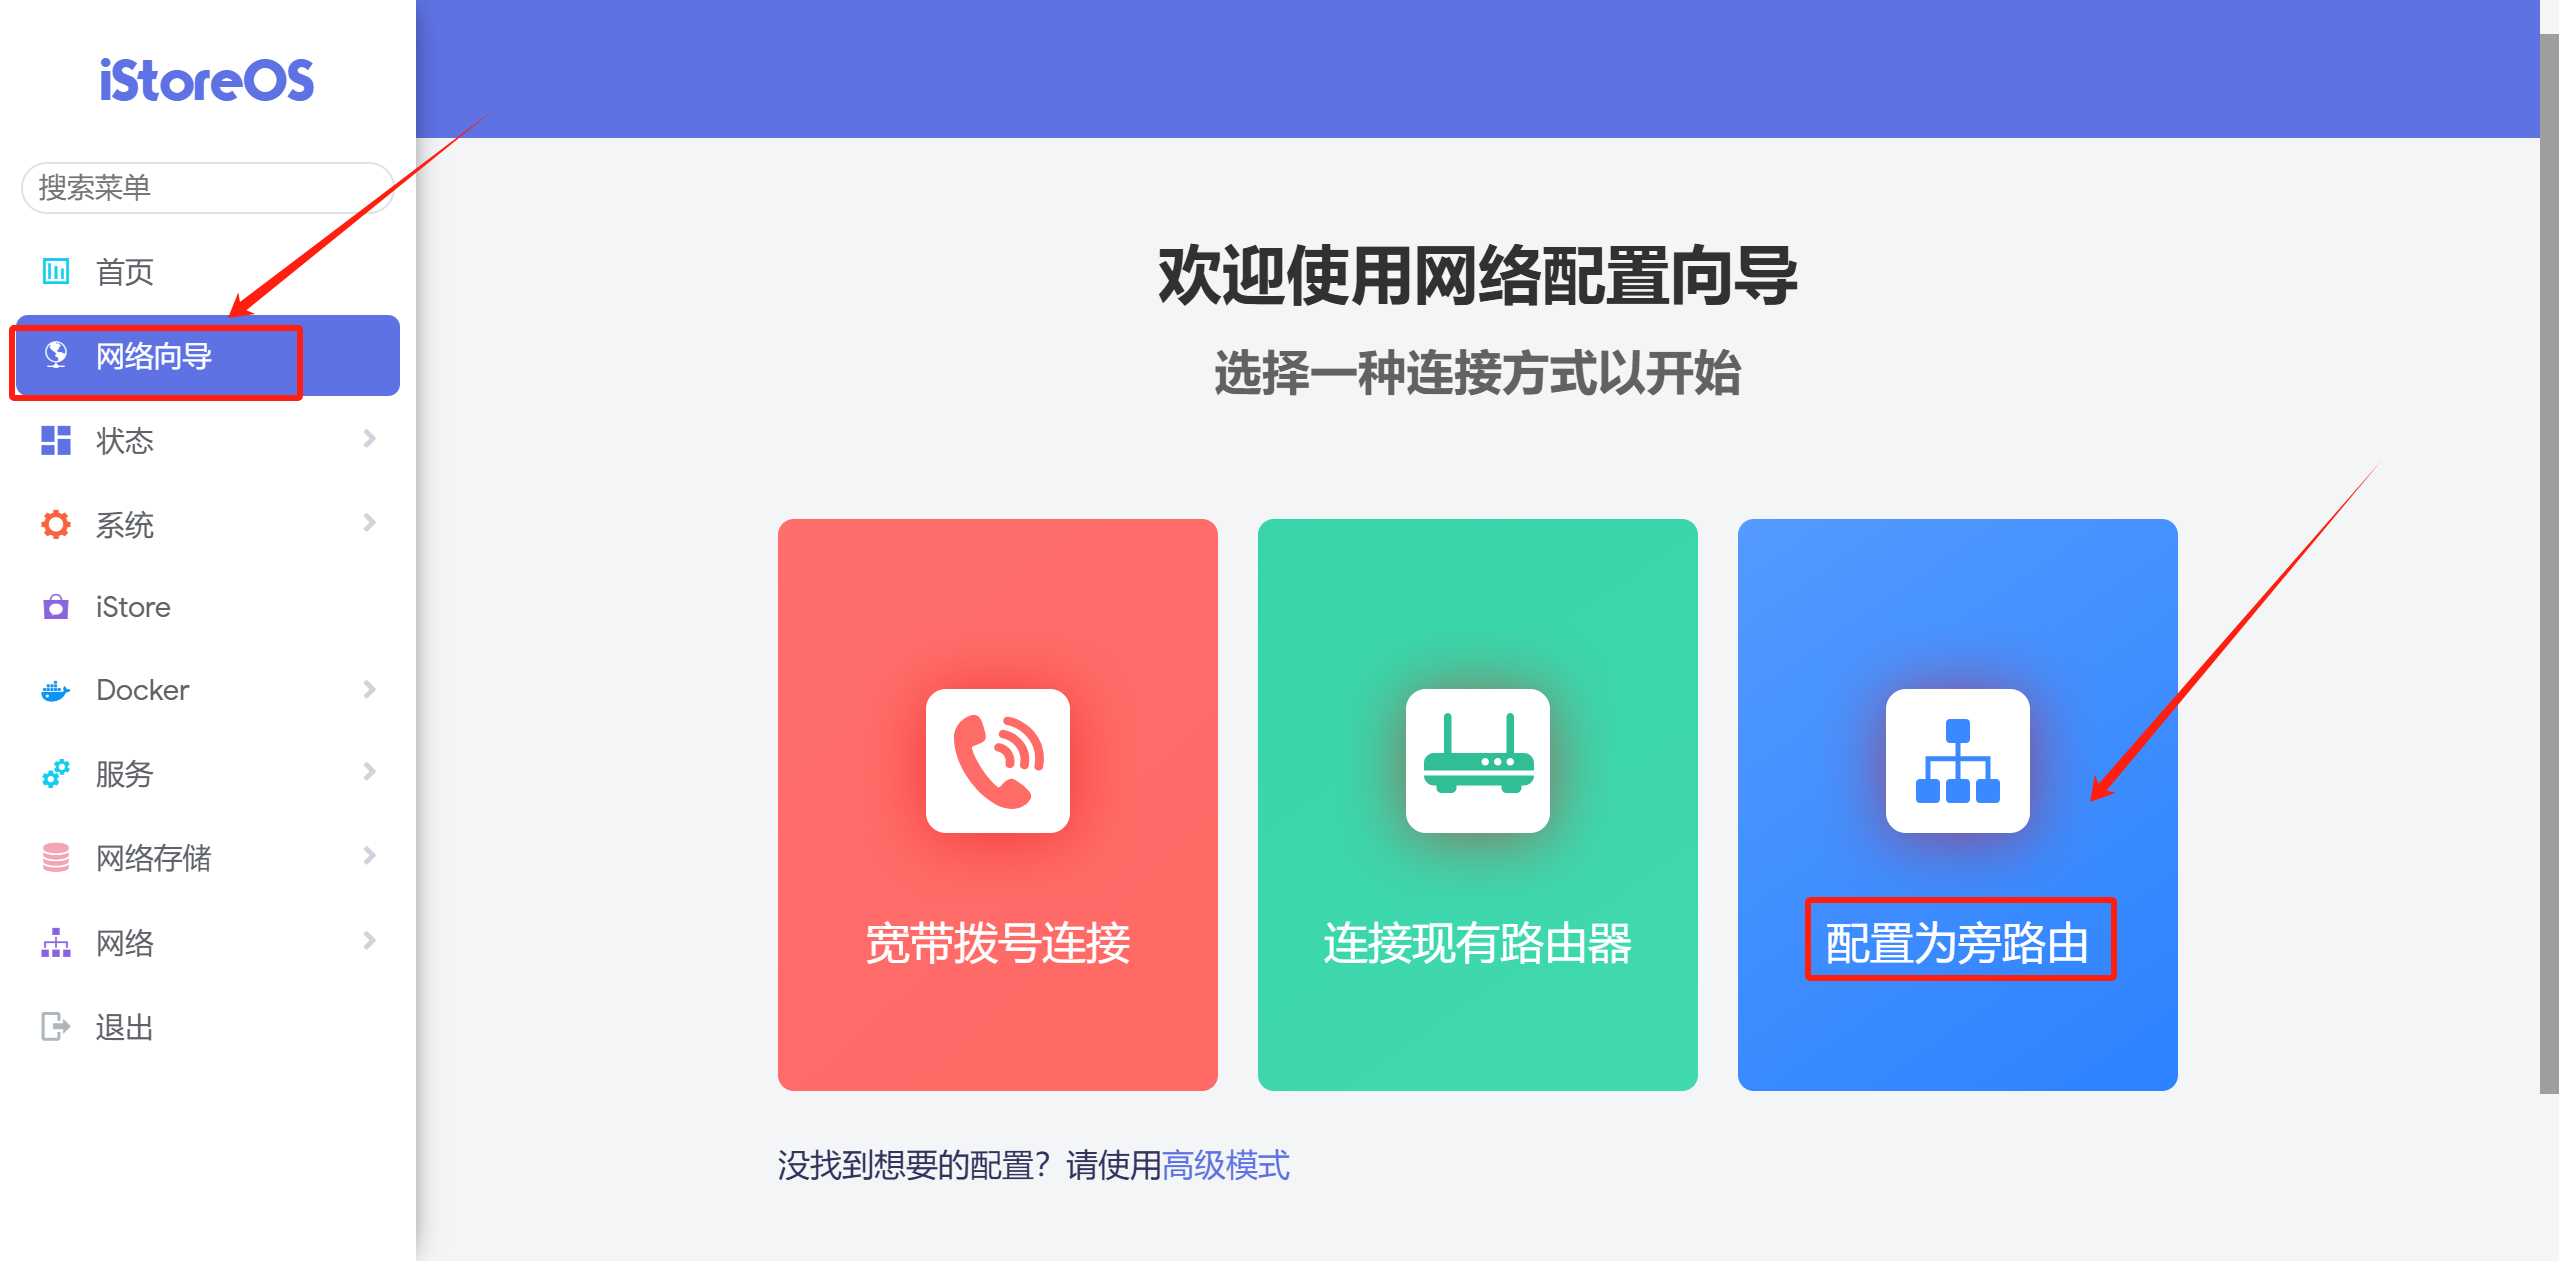 iStoreOS
搜索菜单
首页
网络向导
状态
系统
iStore
Docker
服务
网络存储
网络
退出
欢迎使用网络配置向导
选择一种连接方式以开始
宽带拨号连接
连接现有路由器
配置为旁路由
没找到想要的配置？请使用高级模式